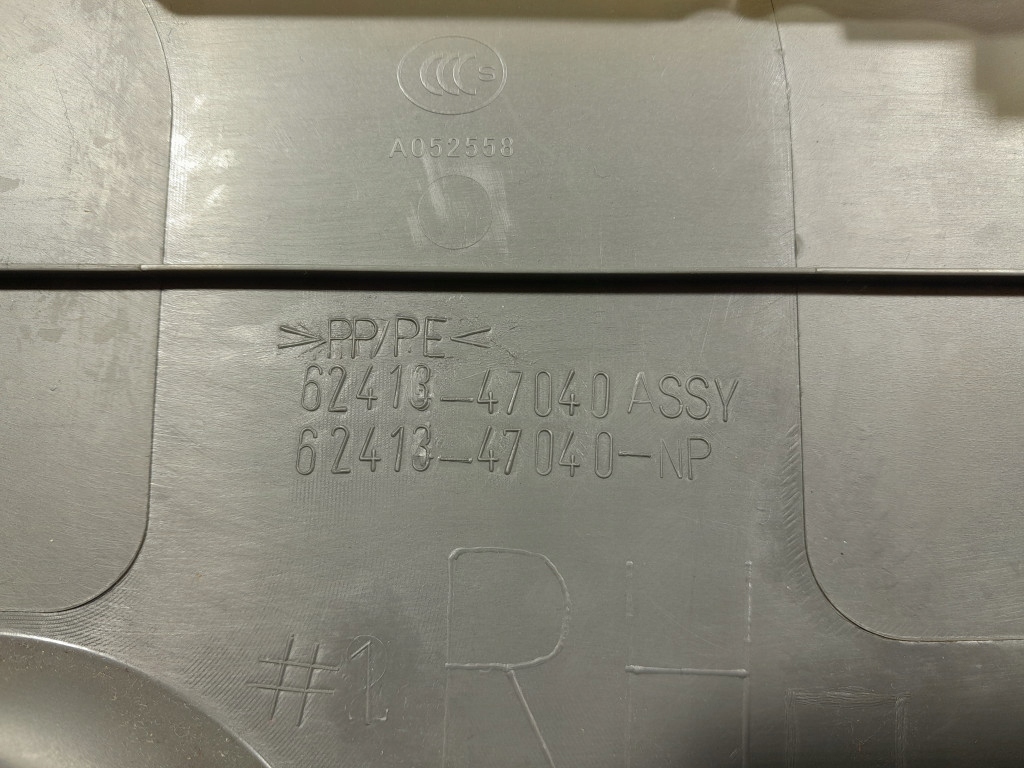 CCC S
A052558
>PP/PE<
62413-47040 ASSY
62413-47040-NP
RH
#1